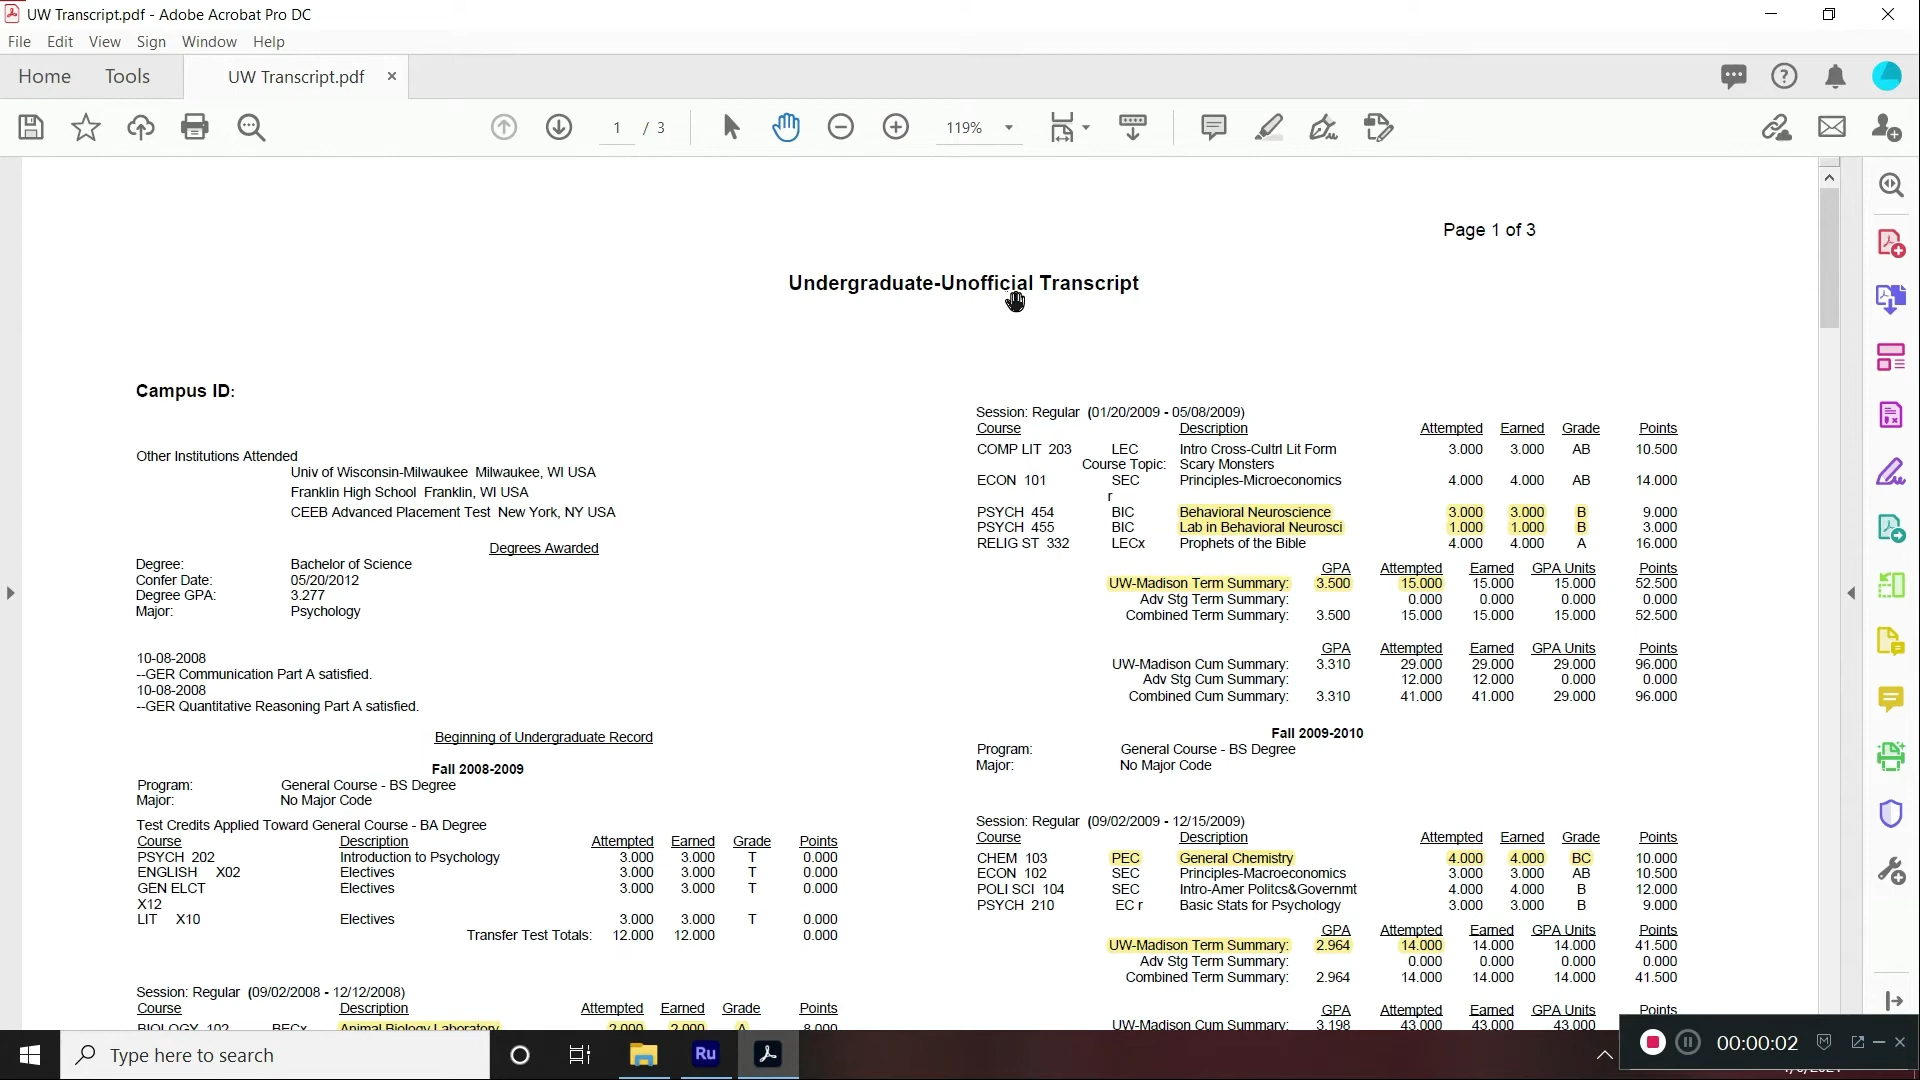 UW Transcript.pdf - Adobe Acrobat Pro DC
File Edit View Sign Window Help
Home Tools UW Transcript.pdf ×
1 / 3 119%
Page 1 of 3
Undergraduate-Unofficial Transcript
Campus ID:
Other Institutions Attended
Univ of Wisconsin-Milwaukee Milwaukee, WI USA
Franklin High School Franklin, WI USA
CEEB Advanced Placement Test New York, NY USA
Degrees Awarded
Degree: Bachelor of Science
Confer Date: 05/20/2012
Degree GPA: 3.277
Major: Psychology
10-08-2008
--GER Communication Part A satisfied.
10-08-2008
--GER Quantitative Reasoning Part A satisfied.
Beginning of Undergraduate Record
Fall 2008-2009
Program: General Course - BS Degree
Major: No Major Code
Test Credits Applied Toward General Course - BA Degree
Course Description Attempted Earned Grade Points
PSYCH 202 Introduction to Psychology 3.000 3.000 T 0.000
ENGLISH X02 Electives 3.000 3.000 T 0.000
GEN ELCT Electives 3.000 3.000 T 0.000
X12
LIT X10 Electives 3.000 3.000 T 0.000
Transfer Test Totals: 12.000 12.000 0.000
Session: Regular (09/02/2008 - 12/12/2008)
Course Description Attempted Earned Grade Points
BIOLOGY 102 BECx Animal Biology Laboratory 2.000 2.000 A 8.000
Session: Regular (01/20/2009 - 05/08/2009)
Course Description Attempted Earned Grade Points
COMP LIT 203 LEC Intro Cross-Cultrl Lit Form 3.000 3.000 AB 10.500
Course Topic: Scary Monsters
ECON 101 SEC Principles-Microeconomics 4.000 4.000 AB 14.000
r
PSYCH 454 BIC Behavioral Neuroscience 3.000 3.000 B 9.000
PSYCH 455 BIC Lab in Behavioral Neurosci 1.000 1.000 B 3.000
RELIG ST 332 LECx Prophets of the Bible 4.000 4.000 A 16.000
GPA Attempted Earned GPA Units Points
UW-Madison Term Summary: 3.500 15.000 15.000 15.000 52.500
Adv Stg Term Summary: 0.000 0.000 0.000 0.000
Combined Term Summary: 3.500 15.000 15.000 15.000 52.500
GPA Attempted Earned GPA Units Points
UW-Madison Cum Summary: 3.310 29.000 29.000 29.000 96.000
Adv Stg Cum Summary: 12.000 12.000 0.000 0.000
Combined Cum Summary: 3.310 41.000 41.000 29.000 96.000
Fall 2009-2010
Program: General Course - BS Degree
Major: No Major Code
Session: Regular (09/02/2009 - 12/15/2009)
Course Description Attempted Earned Grade Points
CHEM 103 PEC General Chemistry 4.000 4.000 BC 10.000
ECON 102 SEC Principles-Macroeconomics 3.000 3.000 AB 10.500
POLI SCI 104 SEC Intro-Amer Politcs&Governmt 4.000 4.000 B 12.000
PSYCH 210 EC r Basic Stats for Psychology 3.000 3.000 B 9.000
GPA Attempted Earned GPA Units Points
UW-Madison Term Summary: 2.964 14.000 14.000 14.000 41.500
Adv Stg Term Summary: 0.000 0.000 0.000 0.000
Combined Term Summary: 2.964 14.000 14.000 14.000 41.500
GPA Attempted Earned GPA Units Points
UW-Madison Cum Summary: 3.198 43.000 43.000 43.000
Type here to search
Ru
00:00:02